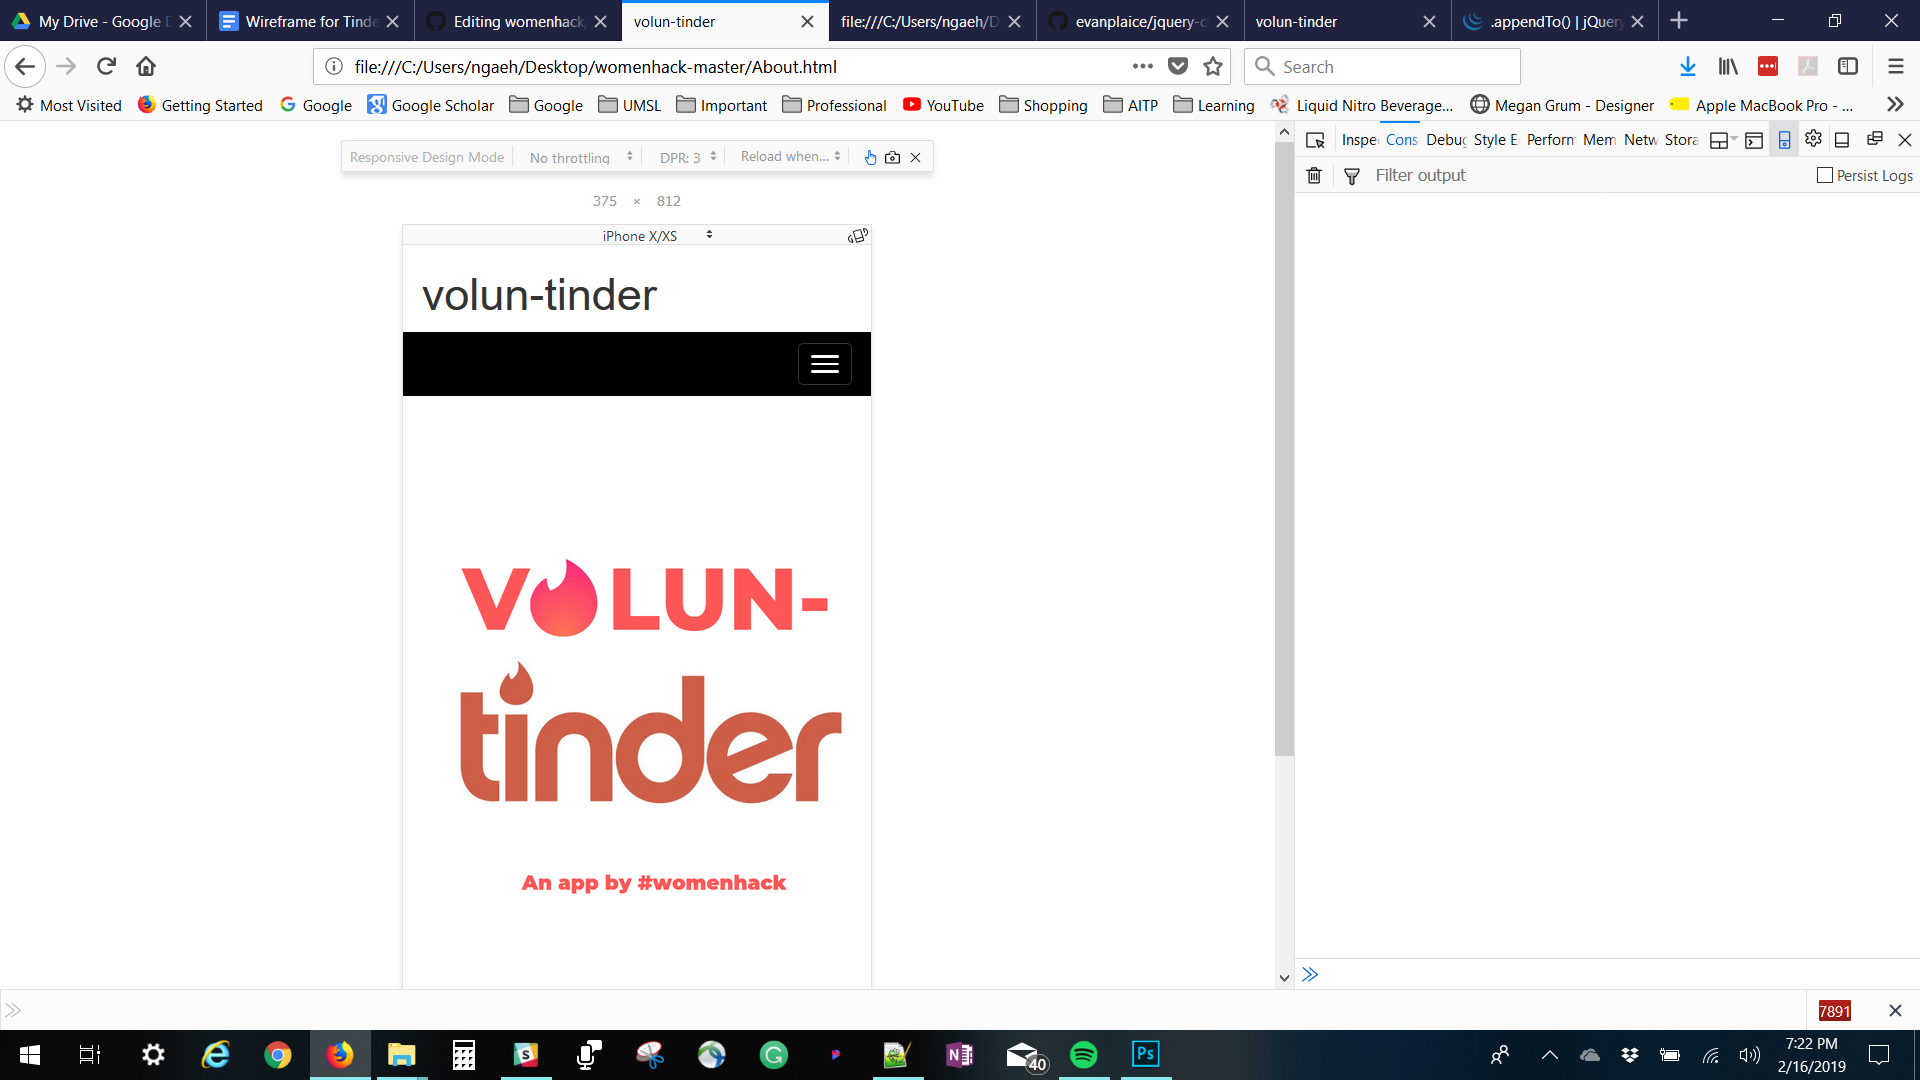 My Drive - Google D
Wireframe for Tinde
Editing womenhack
volun-tinder
file:///C:/Users/ngaeh/D
evanplaice/jquery-c
volun-tinder
.appendTo() | jQuery
file:///C:/Users/ngaeh/Desktop/womenhack-master/About.html
Search
Most Visited
Getting Started
Google
Google Scholar
Google
UMSL
Important
Professional
YouTube
Shopping
AITP
Learning
Liquid Nitro Beverage...
Megan Grum - Designer
Apple MacBook Pro - ...
Responsive Design Mode
No throttling
DPR: 3
Reload when...
Inspe
Cons
Debug
Style E
Perform
Mem
Netw
Stora
Filter output
Persist Logs
375 × 812
iPhone X/XS
volun-tinder
VOLUN-
tinder
An app by #womenhack
7891
40
Ps
7:22 PM
2/16/2019